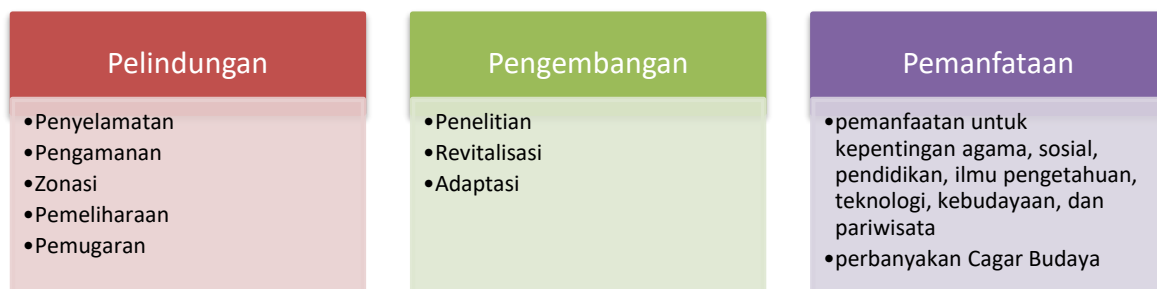 Pelindungan
•Penyelamatan
•Pengamanan
•Zonasi
•Pemeliharaan
•Pemugaran
Pengembangan
•Penelitian
•Revitalisasi
•Adaptasi
Pemanfataan
•pemanfaatan untuk
kepentingan agama, sosial,
pendidikan, ilmu pengetahuan,
teknologi, kebudayaan, dan
pariwisata
•perbanyakan Cagar Budaya